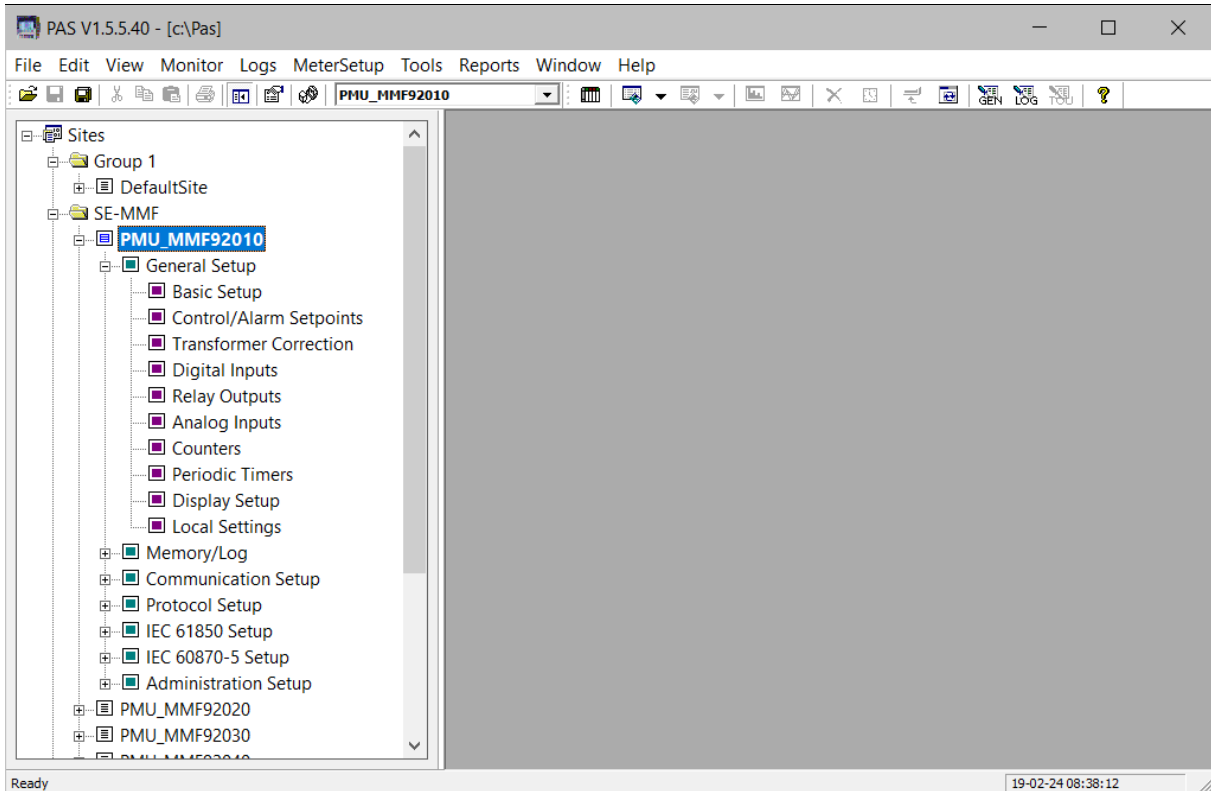 PAS V1.5.5.40 - [c:\Pas]
File Edit View Monitor Logs MeterSetup Tools Reports Window Help
PMU_MMF92010
GEN LOG TOU
Sites
Group 1
DefaultSite
SE-MMF
PMU_MMF92010
General Setup
Basic Setup
Control/Alarm Setpoints
Transformer Correction
Digital Inputs
Relay Outputs
Analog Inputs
Counters
Periodic Timers
Display Setup
Local Settings
Memory/Log
Communication Setup
Protocol Setup
IEC 61850 Setup
IEC 60870-5 Setup
Administration Setup
PMU_MMF92020
PMU_MMF92030
Ready 19-02-24 08:38:12